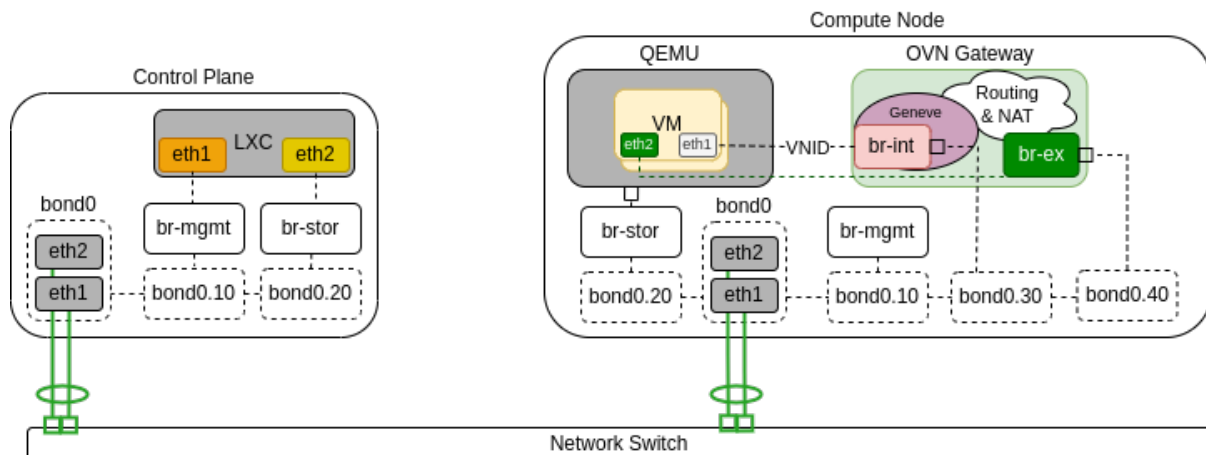 Compute Node
Control Plane
LXC
eth1
eth2
bond0
eth2
eth1
br-mgmt
br-stor
bond0.10
bond0.20
QEMU
OVN Gateway
VM
eth2
eth1
VNID
Geneve
Routing
& NAT
br-int
br-ex
br-stor
bond0
eth2
eth1
br-mgmt
bond0.20
bond0.10
bond0.30
bond0.40
Network Switch